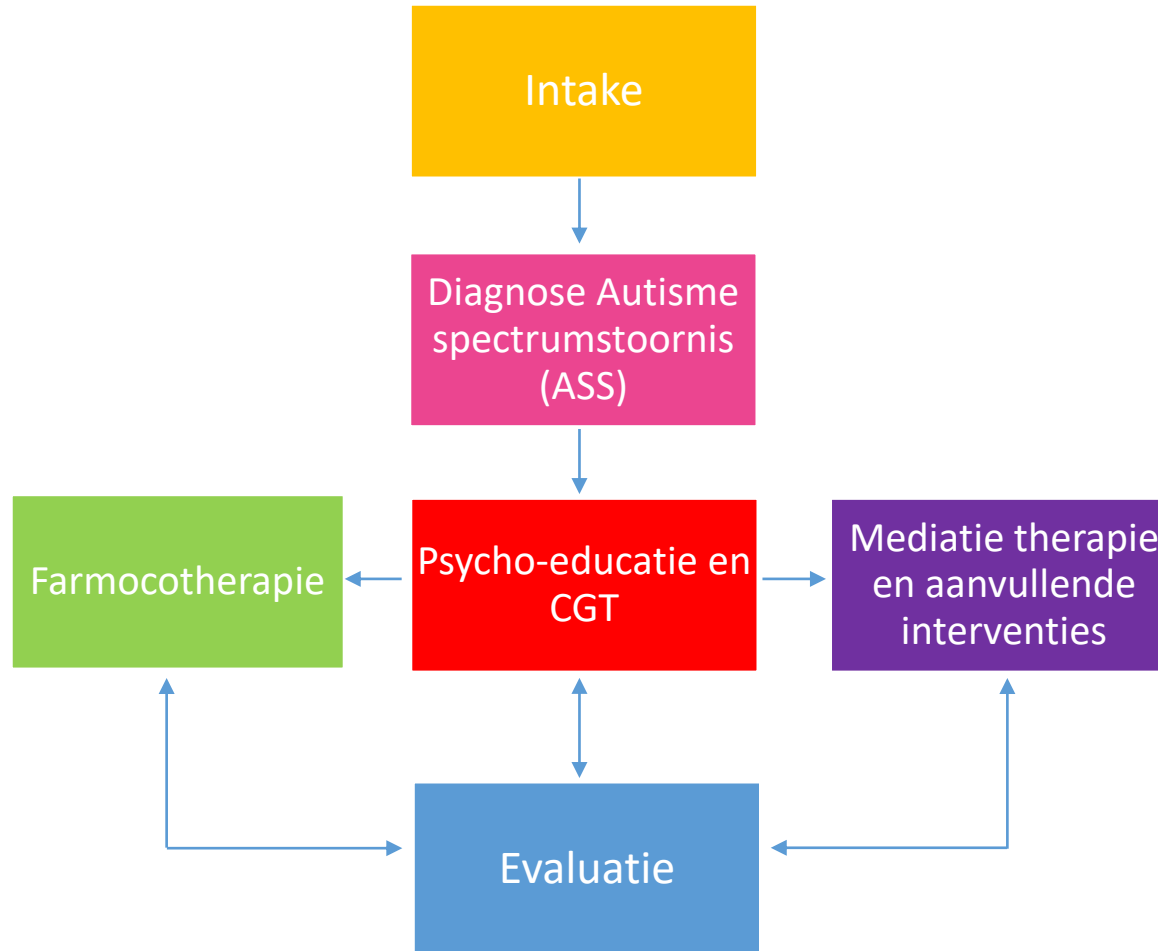 Intake
Diagnose Autisme
spectrumstoornis
(ASS)
Farmocotherapie
Psycho-educatie en
CGT
Mediatie therapie
en aanvullende
interventies
Evaluatie